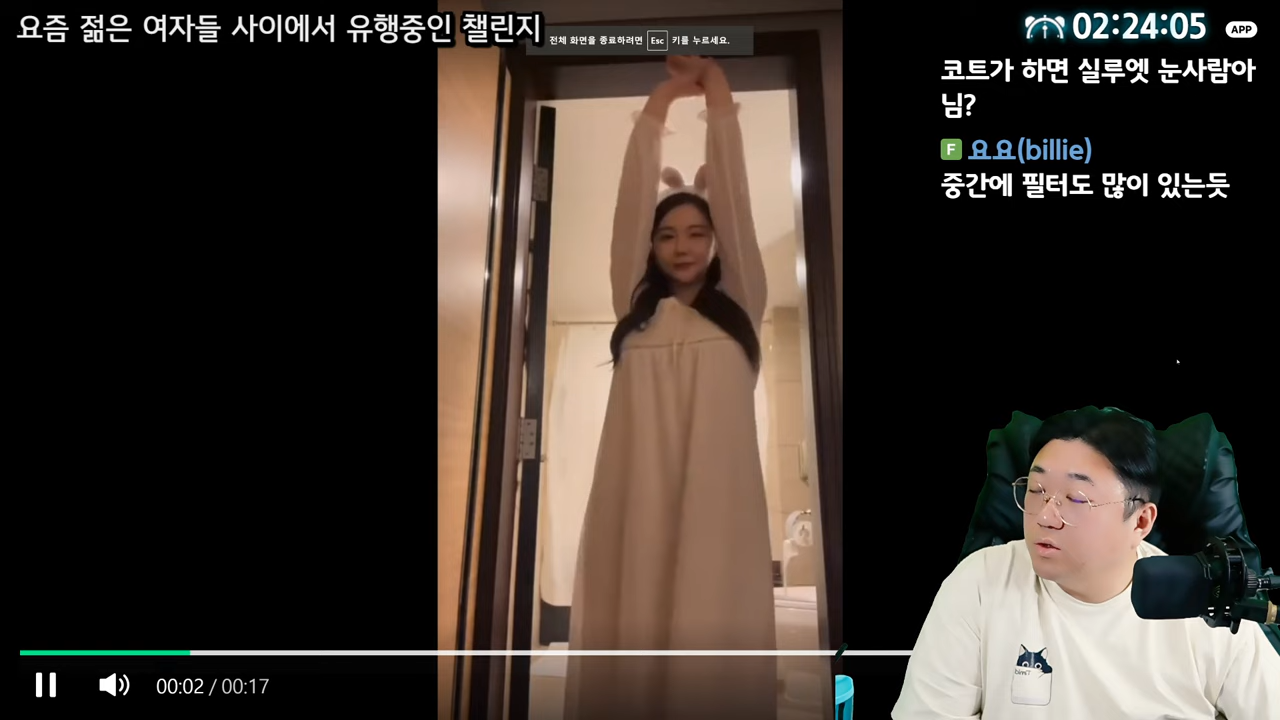 요즘 젊은 여자들 사이에서 유행중인 챌린지
전체 화면을 종료하려면 Esc 키를 누르세요.
02:24:05 APP
코트가 하면 실루엣 눈사람아
님?
F 요요(billie)
중간에 필터도 많이 있는듯
00:02 / 00:17